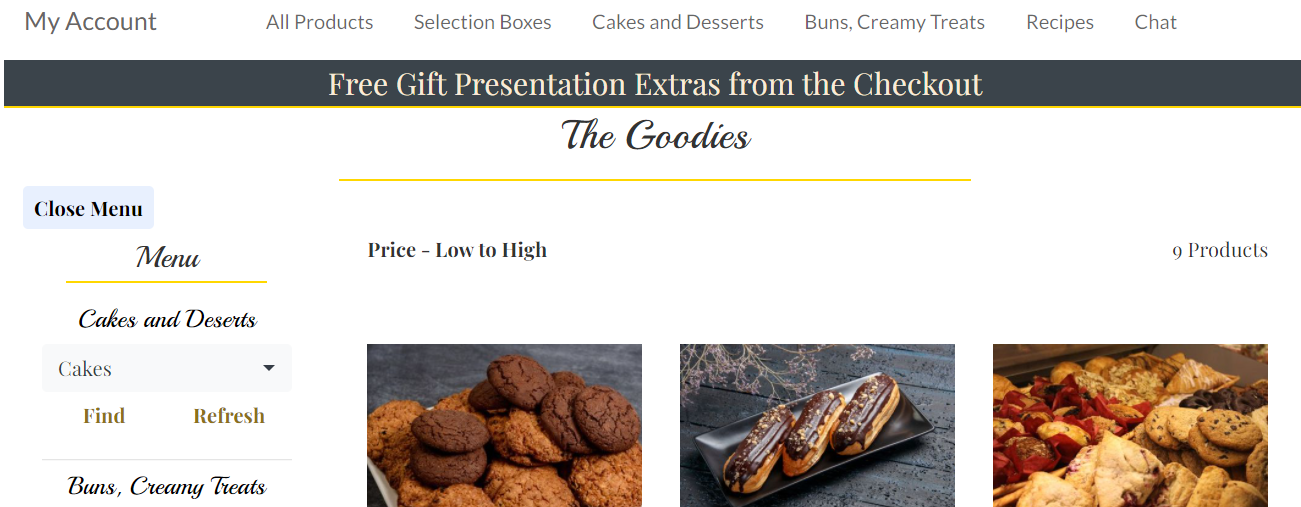 My Account All Products Selection Boxes Cakes and Desserts Buns, Creamy Treats Recipes Chat
Free Gift Presentation Extras from the Checkout
The Goodies
Close Menu
Menu
Price - Low to High 9 Products
Cakes and Deserts
Cakes
Find Refresh
Buns, Creamy Treats